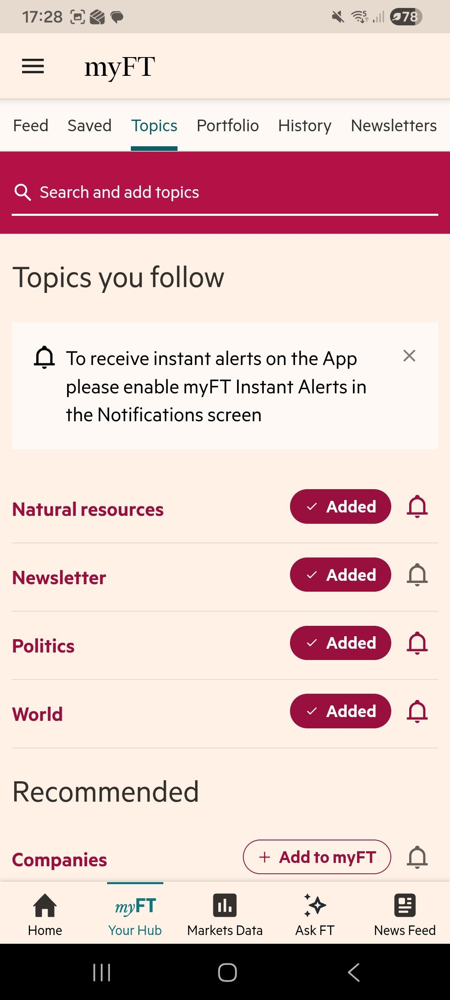 17:28
5
78
myFT
Feed Saved Topics Portfolio History Newsletters
Search and add topics
Topics you follow
To receive instant alerts on the App
please enable myFT Instant Alerts in
the Notifications screen
Natural resources Added
Newsletter Added
Politics Added
World Added
Recommended
Companies + Add to myFT
myFT
Home Your Hub Markets Data Ask FT News Feed